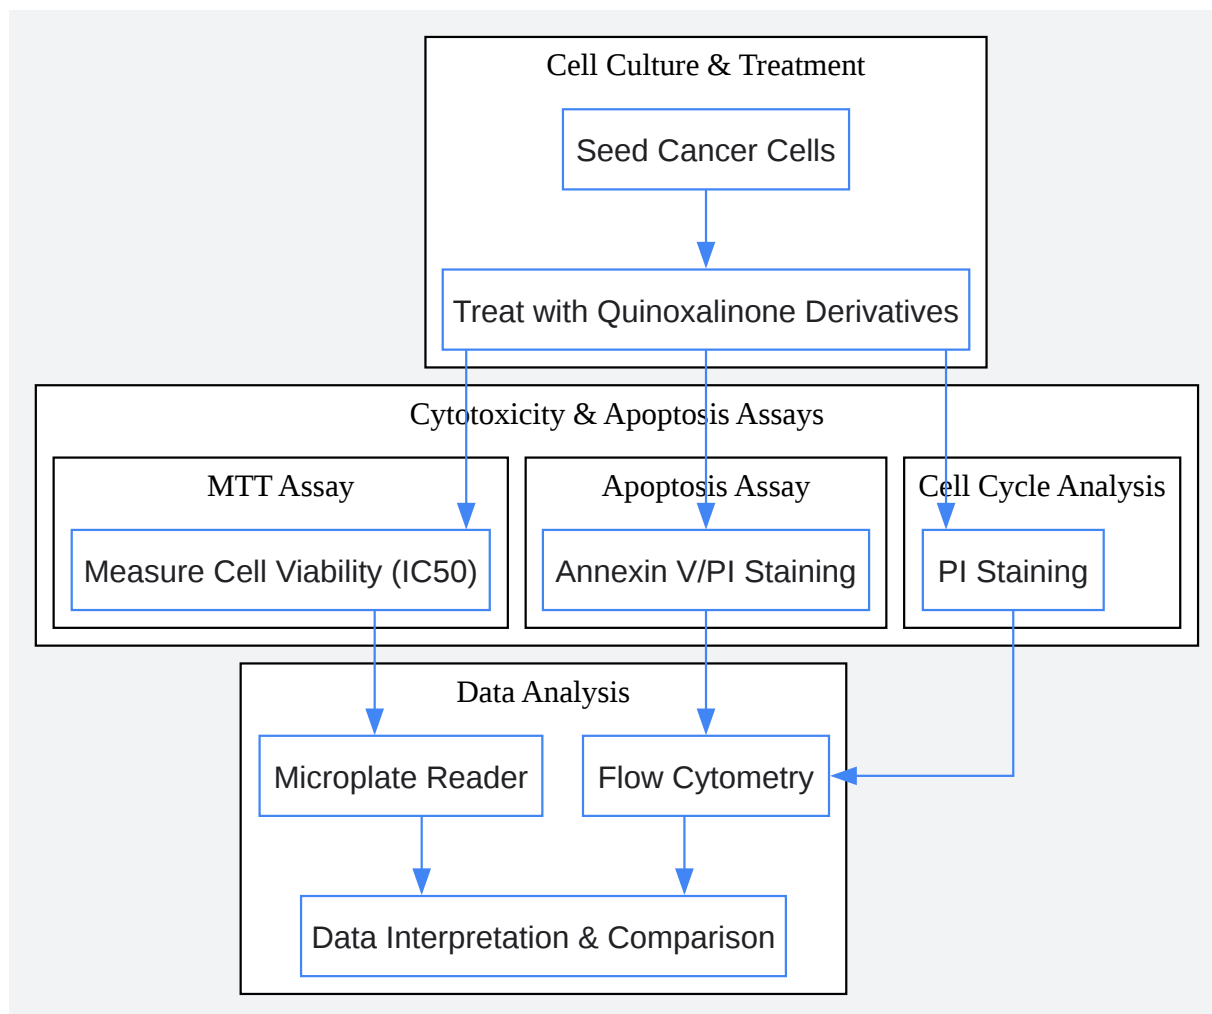 Cell Culture & Treatment
Seed Cancer Cells
Treat with Quinoxalinone Derivatives
Cytotoxicity & Apoptosis Assays
MTT Assay
Apoptosis Assay
Cell Cycle Analysis
Measure Cell Viability (IC50)
Annexin V/PI Staining
PI Staining
Data Analysis
Microplate Reader
Flow Cytometry
Data Interpretation & Comparison